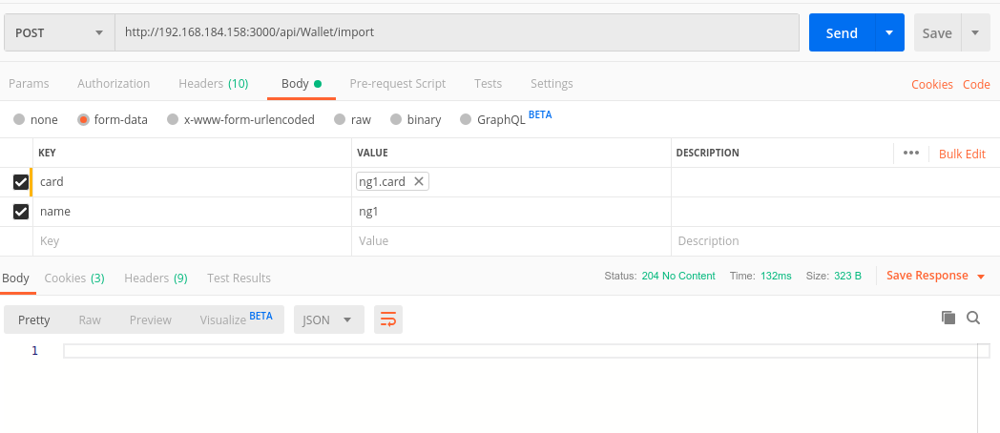 POST http://192.168.184.158:3000/api/Wallet/import Send Save
Params Authorization Headers (10) Body Pre-request Script Tests Settings Cookies Code
none form-data x-www-form-urlencoded raw binary GraphQL BETA
KEY VALUE DESCRIPTION ••• Bulk Edit
card ng1.card
name ng1
Key Value Description
Body Cookies (3) Headers (9) Test Results Status: 204 No Content Time: 132ms Size: 323 B Save Response
Pretty Raw Preview Visualize BETA JSON
1